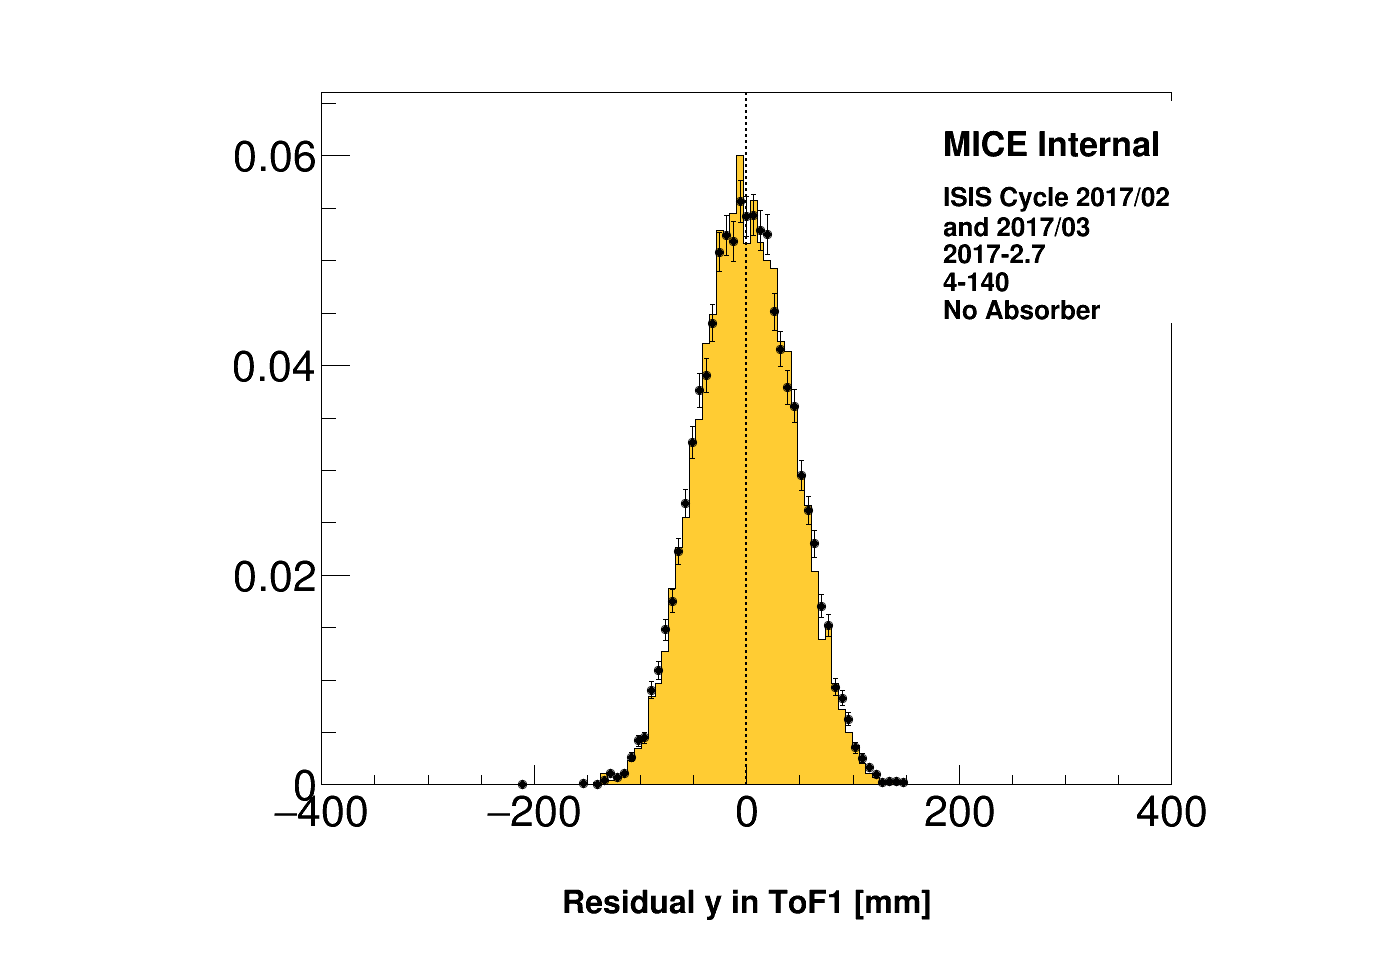 MICE Internal
ISIS Cycle 2017/02
and 2017/03
2017-2.7
4-140
No Absorber
0.06
0.04
0.02
0
−400 −200 0 200 400
Residual y in ToF1 [mm]